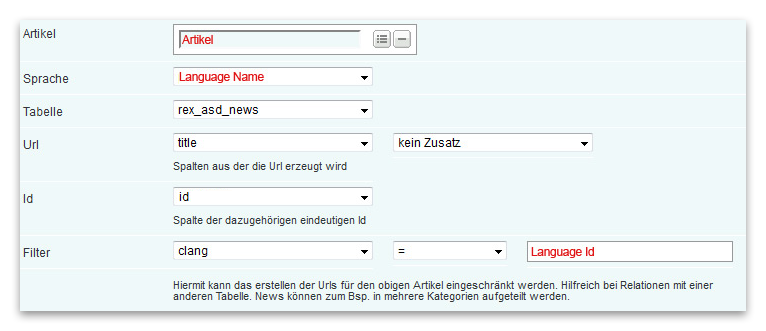 Artikel Artikel
Sprache Language Name
Tabelle rex_asd_news
Url title kein Zusatz
Spalten aus der die Url erzeugt wird
Id id
Spalte der dazugehörigen eindeutigen Id
Filter clang = Language Id
Hiermit kann das erstellen der Urls für den obigen Artikel eingeschränkt werden. Hilfreich bei Relationen mit einer
anderen Tabelle. News können zum Bsp. in mehrere Kategorien aufgeteilt werden.